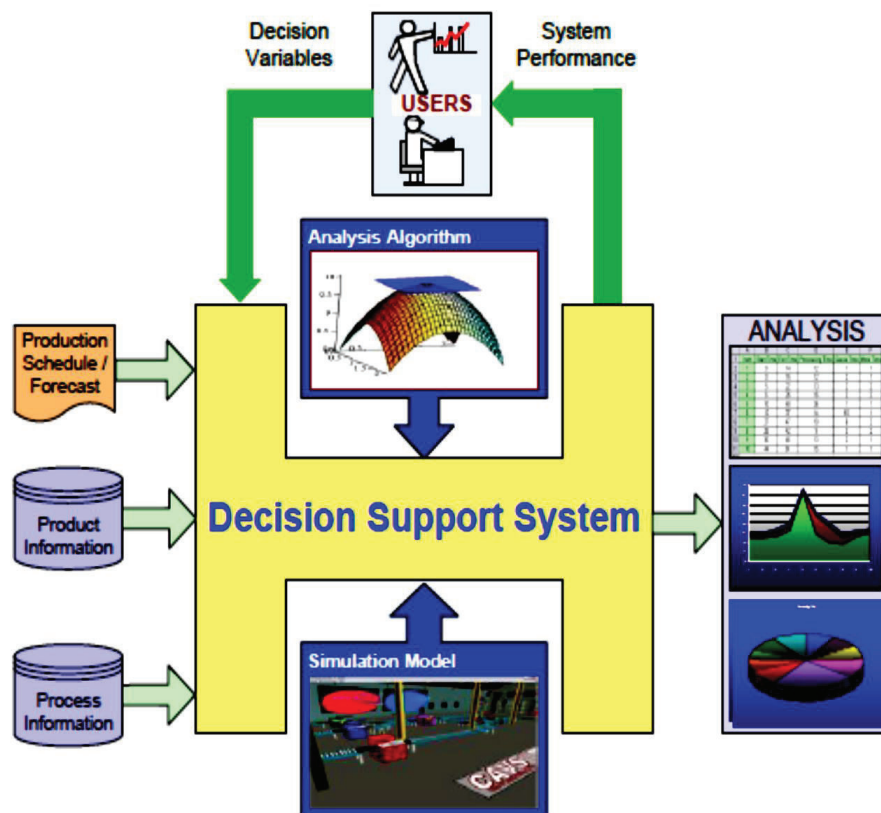 Decision
Variables
System
Performance
USERS
Analysis Algorithm
Production
Schedule /
Forecast
Product
Information
Process
Information
Decision Support System
Simulation Model
CAVS
ANALYSIS